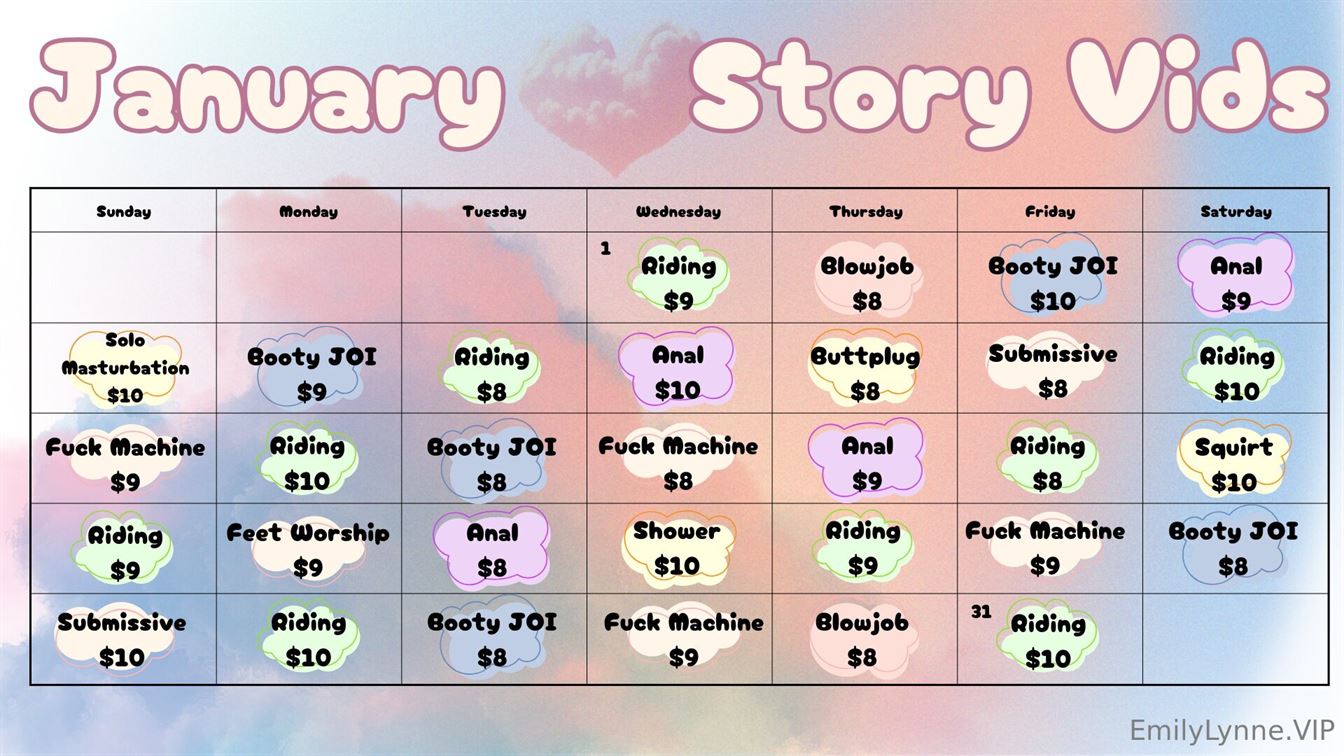 January Story Vids
Sunday Monday Tuesday Wednesday Thursday Friday Saturday
1
Riding
$9
Blowjob
$8
Booty JOI
$10
Anal
$9
Solo
Masturbation
$10
Booty JOI
$9
Riding
$8
Anal
$10
Buttplug
$8
Submissive
$8
Riding
$10
Fuck Machine
$9
Riding
$10
Booty JOI
$8
Fuck Machine
$8
Anal
$9
Riding
$8
Squirt
$10
Riding
$9
Feet Worship
$9
Anal
$8
Shower
$10
Riding
$9
Fuck Machine
$9
Booty JOI
$8
Submissive
$10
Riding
$10
Booty JOI
$8
Fuck Machine
$9
Blowjob
$8
31
Riding
$10
EmilyLynne.VIP